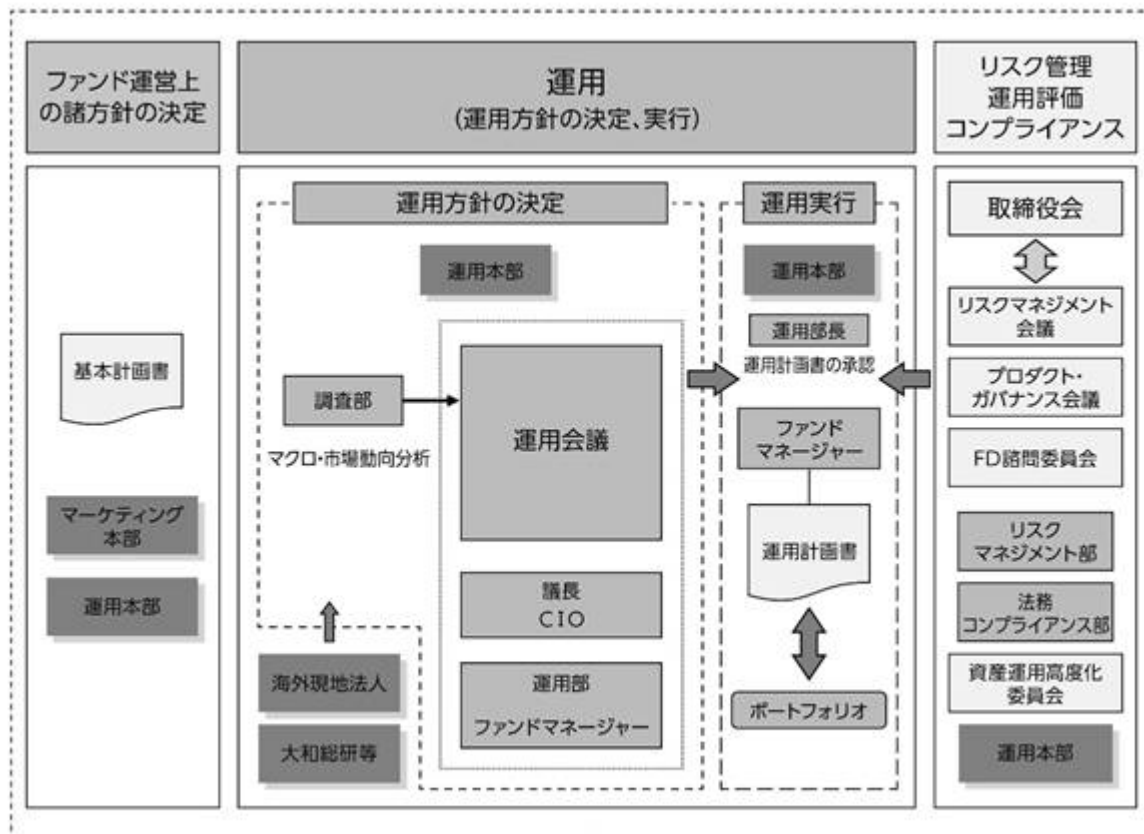 ファンド運営上
の諸方針の決定
運用
(運用方針の決定、実行)
リスク管理
運用評価
コンプライアンス
基本計画書
マーケティング
本部
運用本部
運用方針の決定
運用本部
調査部
マクロ・市場動向分析
運用会議
議長
CIO
運用部
ファンドマネージャー
海外現地法人
大和総研等
運用実行
運用本部
運用部長
運用計画書の承認
ファンド
マネージャー
運用計画書
ポートフォリオ
取締役会
リスクマネジメント
会議
プロダクト・
ガバナンス会議
FD諮問委員会
リスク
マネジメント部
法務
コンプライアンス部
資産運用高度化
委員会
運用本部